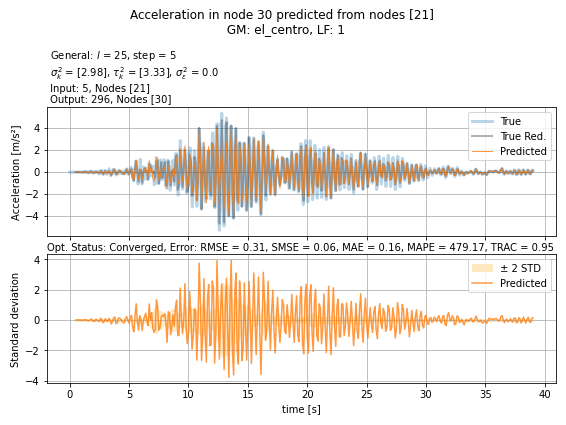 Acceleration in node 30 predicted from nodes [21]
GM: el_centro, LF: 1
General: l = 25, step = 5
σ²ₖ = [2.98], τ²ₖ = [3.33], σ²ε = 0.0
Input: 5, Nodes [21]
Output: 296, Nodes [30]
Acceleration [m/s²]
4
2
0
−2
−4
True
True Red.
Predicted
Opt. Status: Converged, Error: RMSE = 0.31, SMSE = 0.06, MAE = 0.16, MAPE = 479.17, TRAC = 0.95
Standard deviation
4
2
0
−2
−4
± 2 STD
Predicted
0 5 10 15 20 25 30 35 40
time [s]